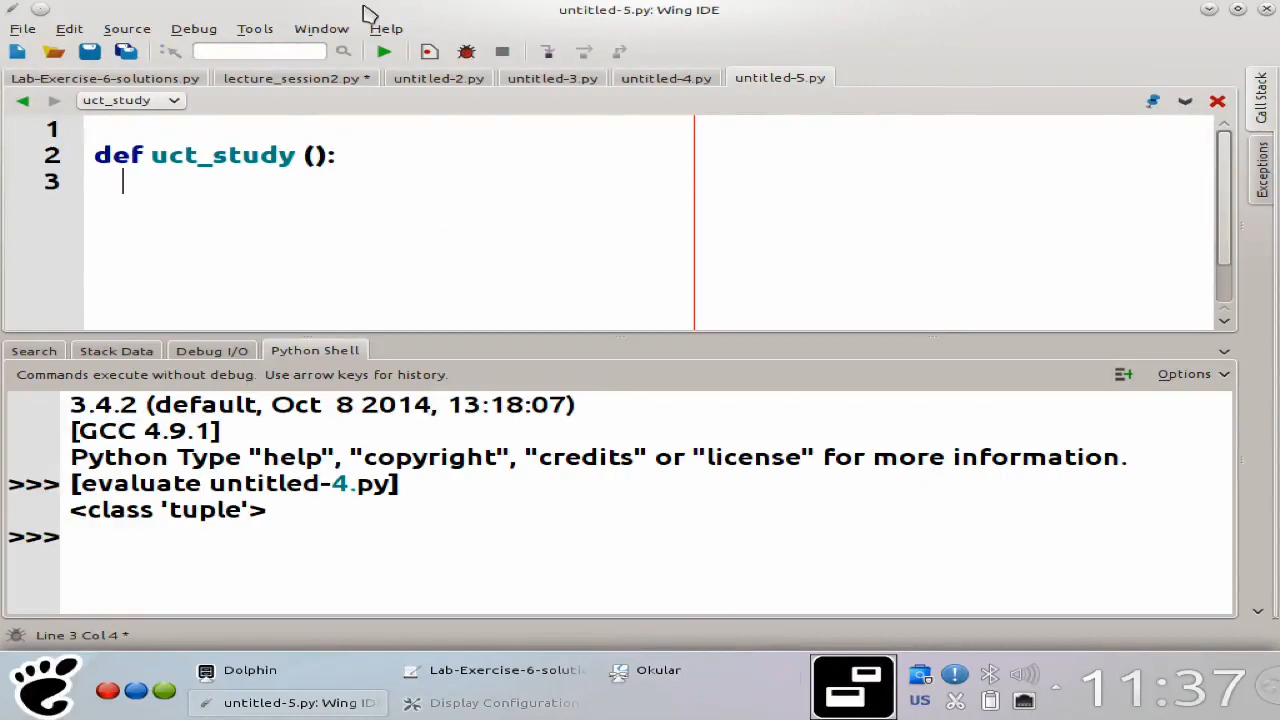 untitled-5.py: Wing IDE
File Edit Source Debug Tools Window Help
Lab-Exercise-6-solutions.py lecture_session2.py * untitled-2.py untitled-3.py untitled-4.py untitled-5.py
uct_study
Call Stack
Exceptions
1
2 def uct_study ():
3
Search Stack Data Debug I/O Python Shell
Commands execute without debug. Use arrow keys for history.
Options
3.4.2 (default, Oct 8 2014, 13:18:07)
[GCC 4.9.1]
Python Type "help", "copyright", "credits" or "license" for more information.
>>> [evaluate untitled-4.py]
<class 'tuple'>
>>>
Line 3 Col 4 *
Dolphin Lab-Exercise-6-soluti Okular
untitled-5.py: Wing ID Display Configuration
US
11:37